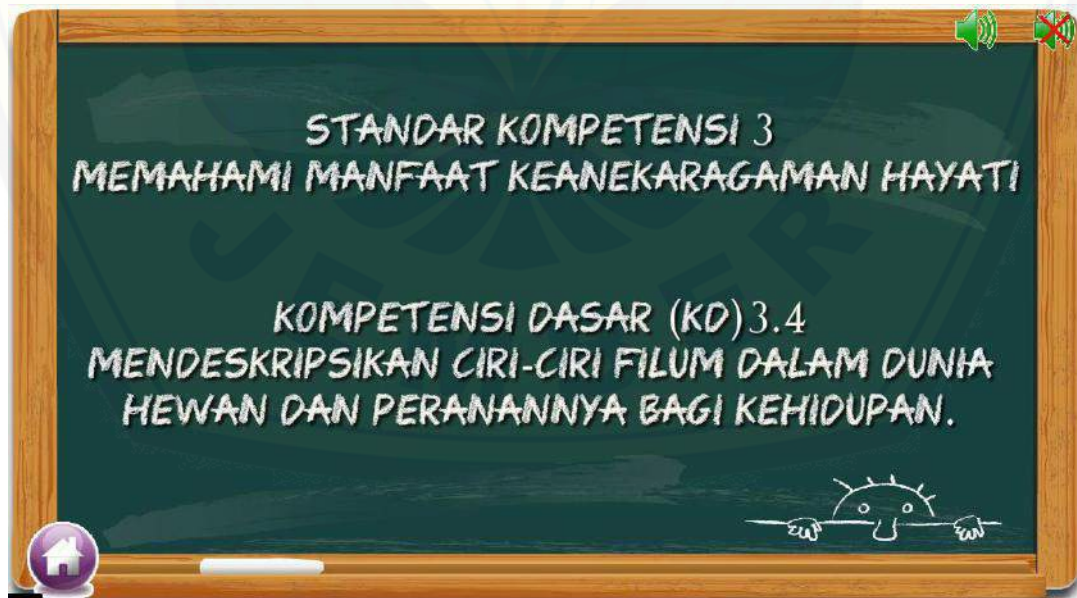 STANDAR KOMPETENSI 3
MEMAHAMI MANFAAT KEANEKARAGAMAN HAYATI
KOMPETENSI DASAR (KD) 3.4
MENDESKRIPSIKAN CIRI-CIRI FILUM DALAM DUNIA
HEWAN DAN PERANANNYA BAGI KEHIDUPAN.